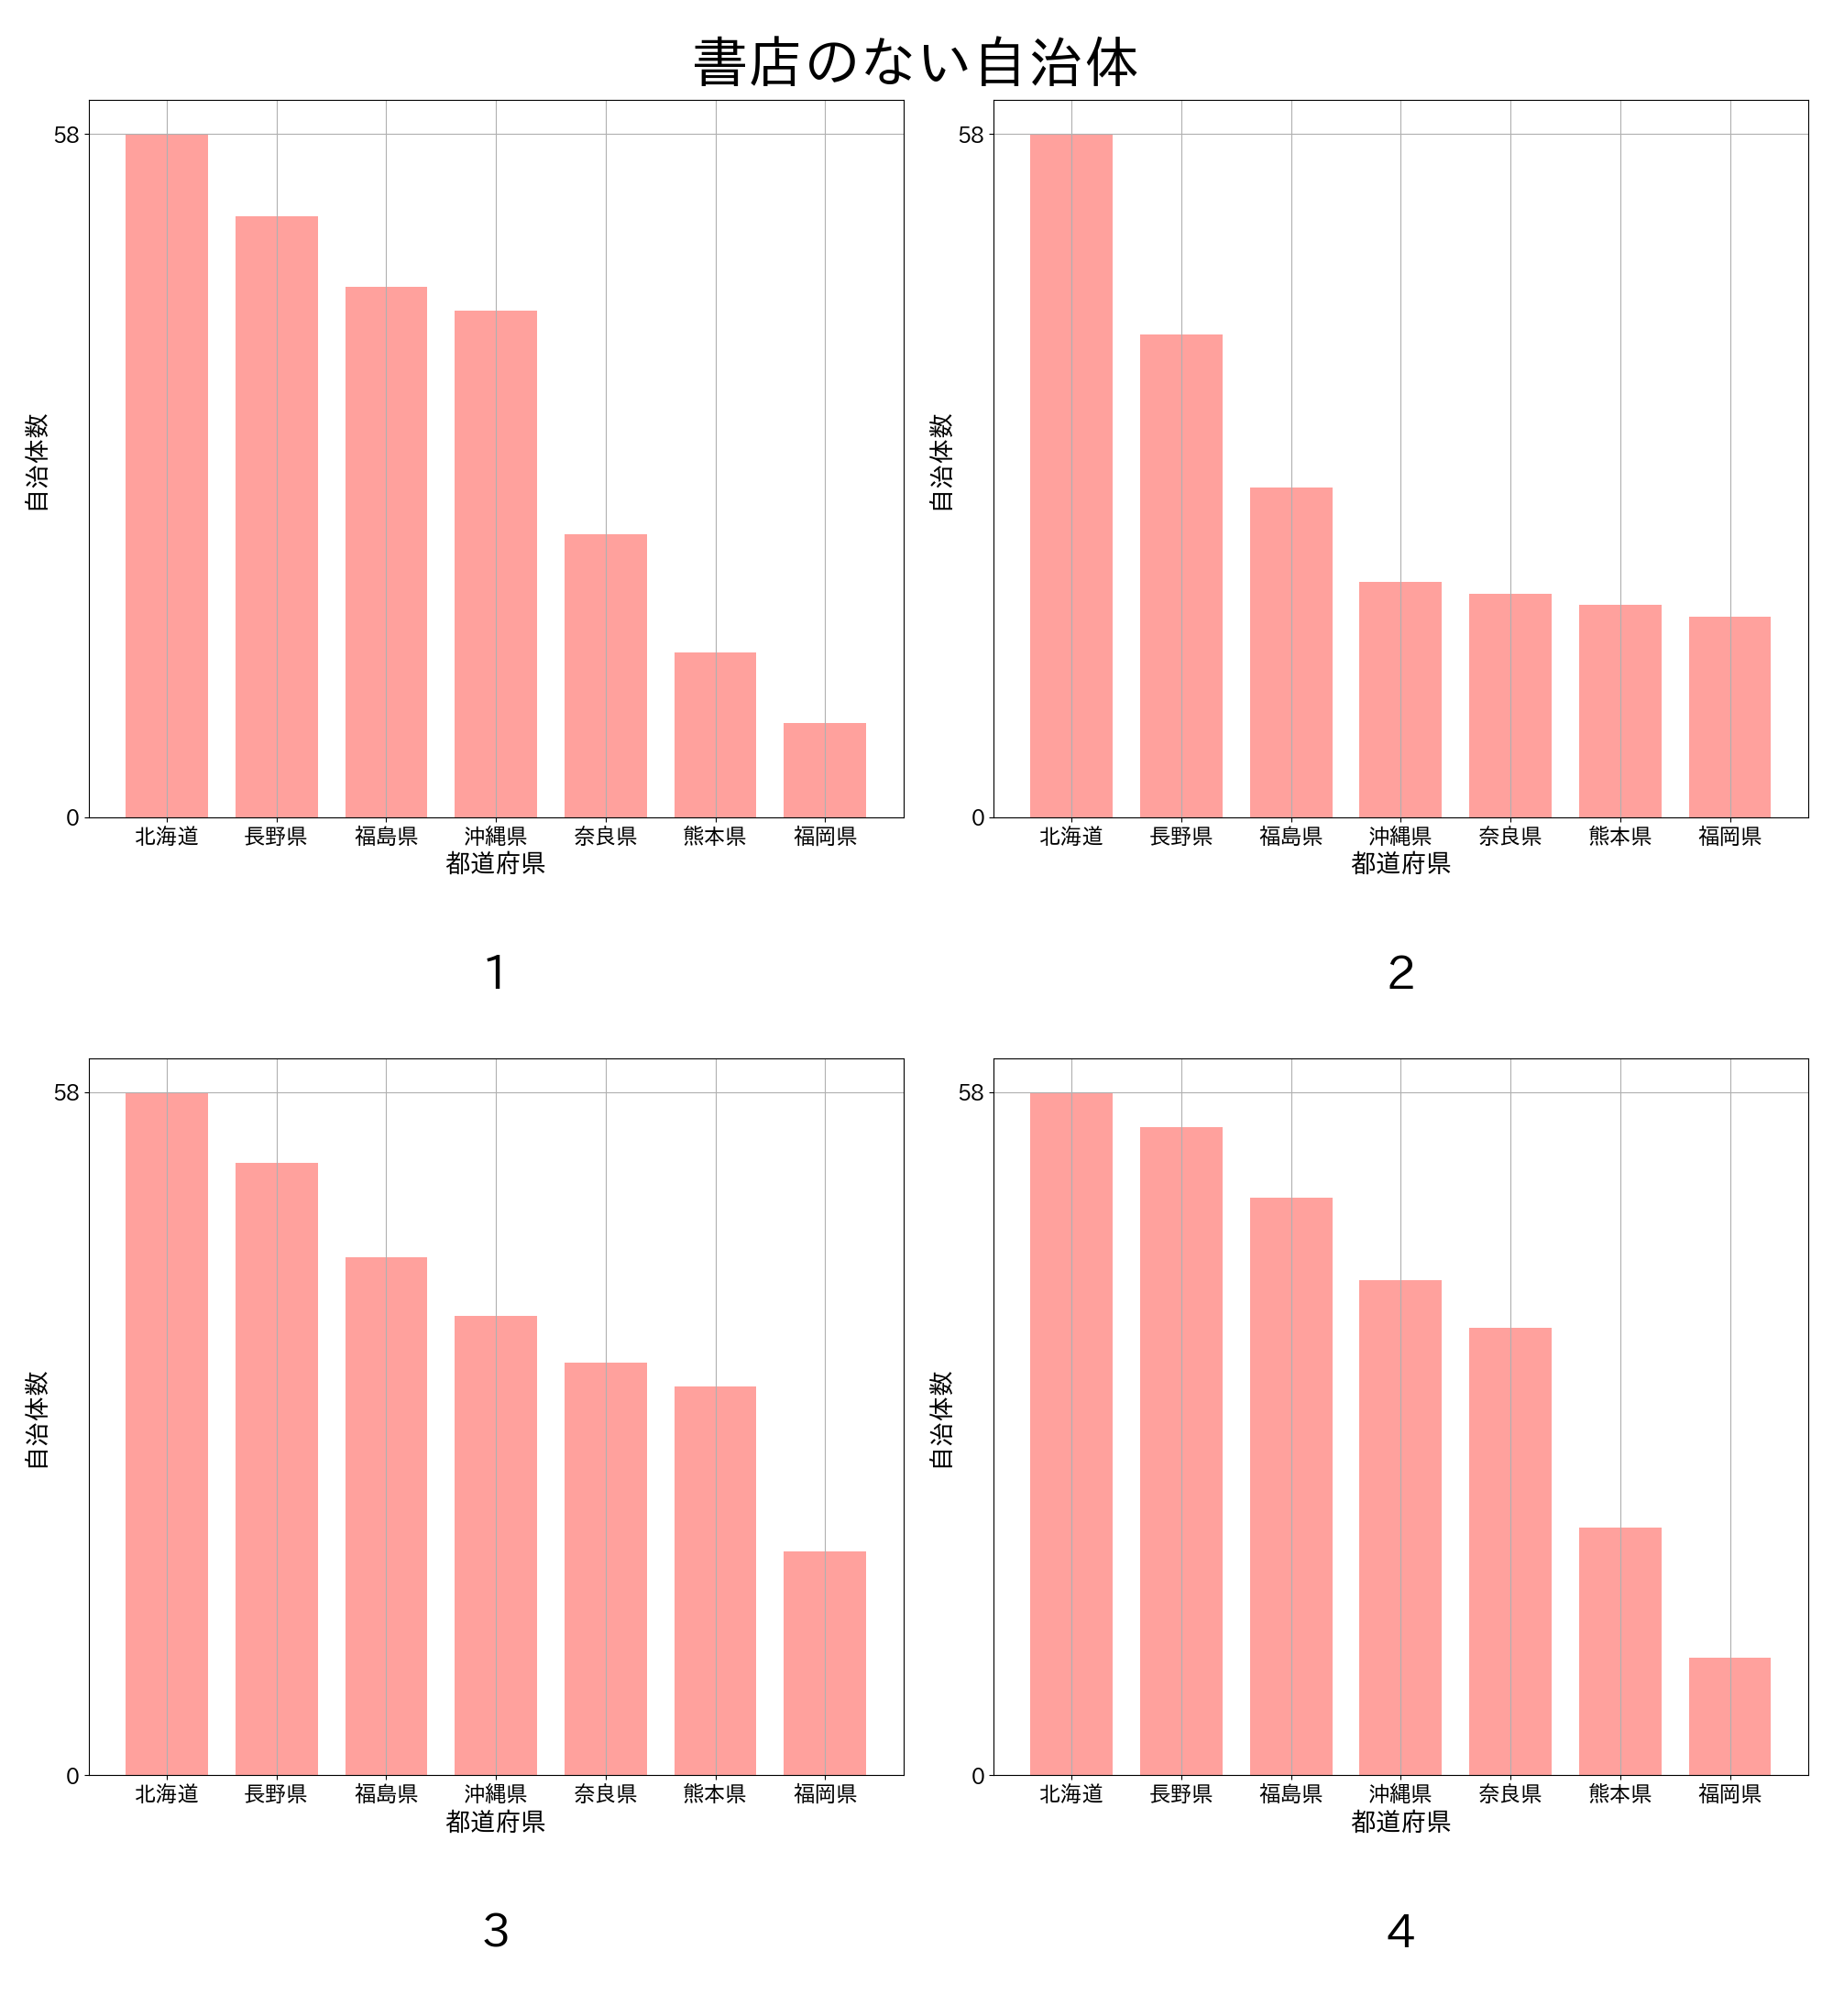 書店のない自治体
58
0
自治体数
北海道 長野県 福島県 沖縄県 奈良県 熊本県 福岡県
都道府県
1
58
0
自治体数
北海道 長野県 福島県 沖縄県 奈良県 熊本県 福岡県
都道府県
2
58
0
自治体数
北海道 長野県 福島県 沖縄県 奈良県 熊本県 福岡県
都道府県
3
58
0
自治体数
北海道 長野県 福島県 沖縄県 奈良県 熊本県 福岡県
都道府県
4